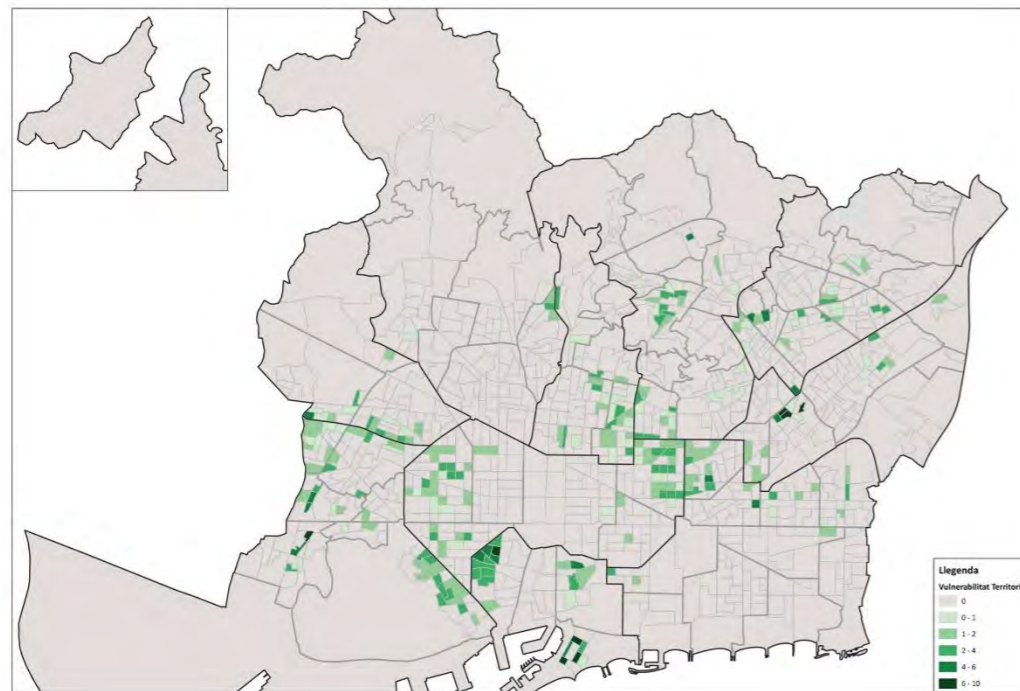 Llegenda
Vulnerabilitat Territori
0
0 - 1
1 - 2
2 - 4
4 - 6
6 - 10